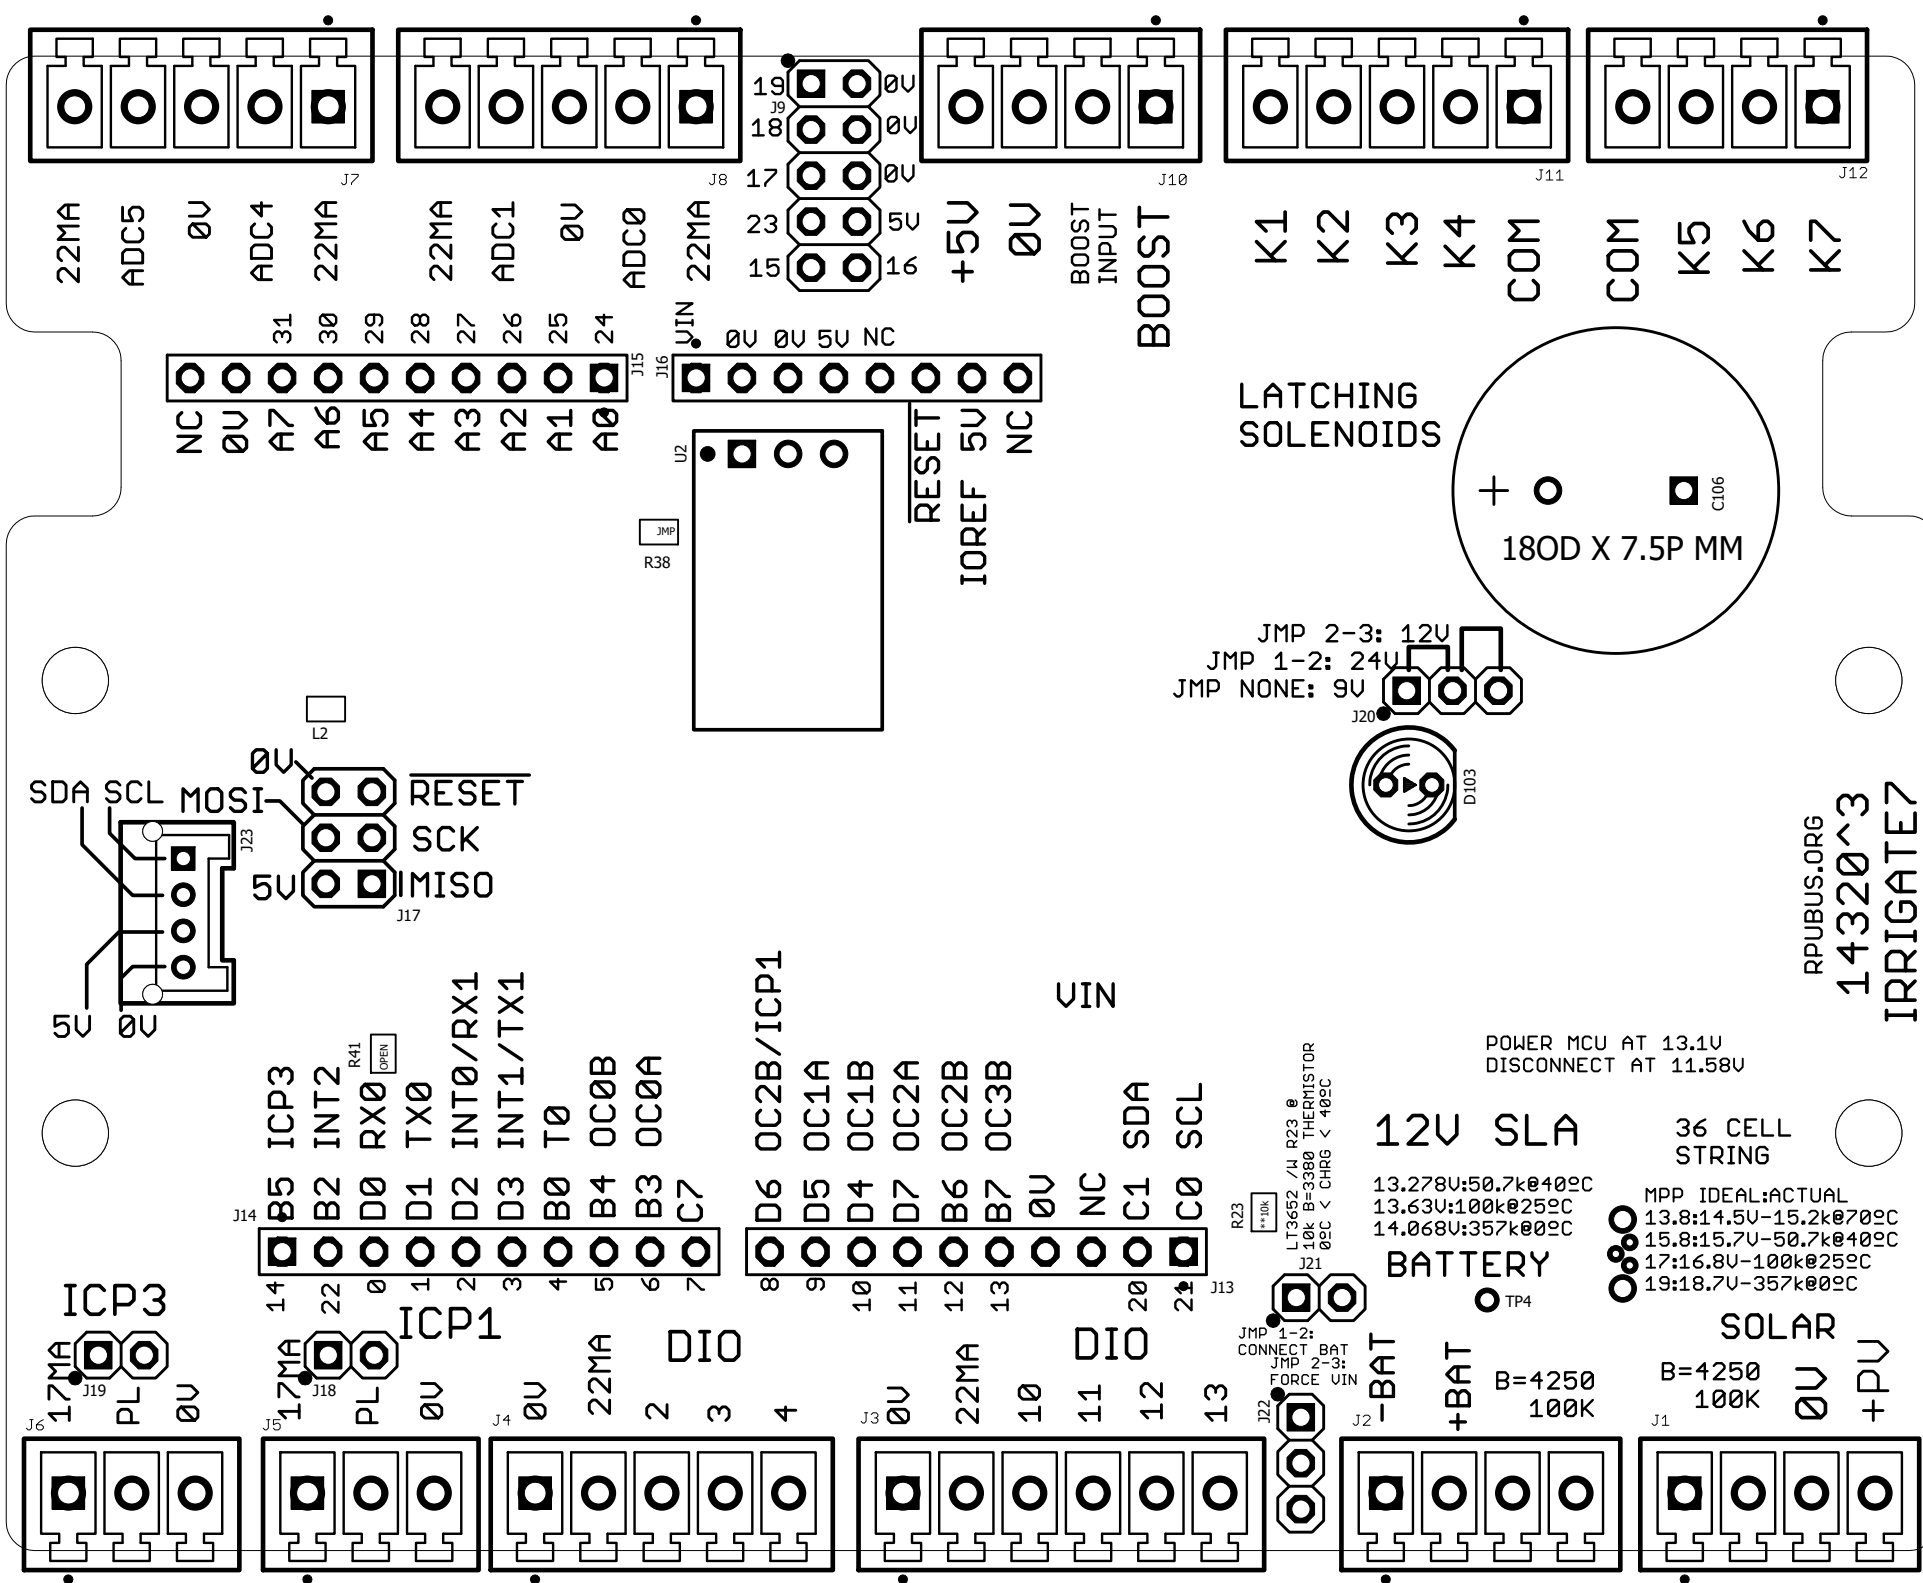 J7
J8
J9
J10
J11
J12
19 0V
18 0V
17 0V
23 5V
15 16
22MA
ADC5
0V
ADC4
22MA
22MA
ADC1
0V
ADC0
22MA
+5V
0V
BOOST
INPUT
BOOST
K1
K2
K3
K4
COM
COM
K5
K6
K7
31
30
29
28
27
26
25
24
J15
J16
VIN
0V 0V 5V NC
NC
0V
A7
A6
A5
A4
A3
A2
A1
A0
RESET
IOREF
5V
NC
U2
JMP
R38
LATCHING
SOLENOIDS
+
C106
18OD X 7.5P MM
JMP 2-3: 12V
JMP 1-2: 24V
JMP NONE: 9V
J20
D103
L2
0V
RESET
SDA SCL
MOSI
SCK
J23
5V
MISO
J17
5V 0V
RPUBUS.ORG
14320^3
IRRIGATE7
VIN
R41
OPEN
ICP3
INT2
RX0
TX0
INT0/RX1
INT1/TX1
T0
OC0B
OC0A
OC2B/ICP1
OC1A
OC1B
OC2A
OC2B
OC3B
SDA
SCL
J14
B5
B2
D0
D1
D2
D3
B0
B4
B3
C7
D6
D5
D4
D7
B6
B7
0V
NC
C1
C0
14
22
0
1
2
3
4
5
6
7
8
9
10
11
12
13
20
21
J13
R23
**10k
LT3652 /W R23 @
10k B=3380 THERMISTOR
0ºC < CHRG < 40ºC
POWER MCU AT 13.1V
DISCONNECT AT 11.58V
12V SLA
13.278V:50.7k@40ºC
13.63V:100k@25ºC
14.068V:357k@0ºC
BATTERY
TP4
36 CELL
STRING
MPP IDEAL:ACTUAL
13.8:14.5V-15.2k@70ºC
15.8:15.7V-50.7k@40ºC
17:16.8V-100k@25ºC
19:18.7V-357k@0ºC
SOLAR
J21
JMP 1-2:
CONNECT BAT
JMP 2-3:
FORCE VIN
J22
ICP3
J19
17MA
PL
0V
J6
ICP1
J18
17MA
PL
0V
J5
DIO
J4
0V
22MA
2
3
4
DIO
J3
0V
22MA
10
11
12
13
J2
-BAT
+BAT
B=4250
100K
J1
B=4250
100K
0V
+PV